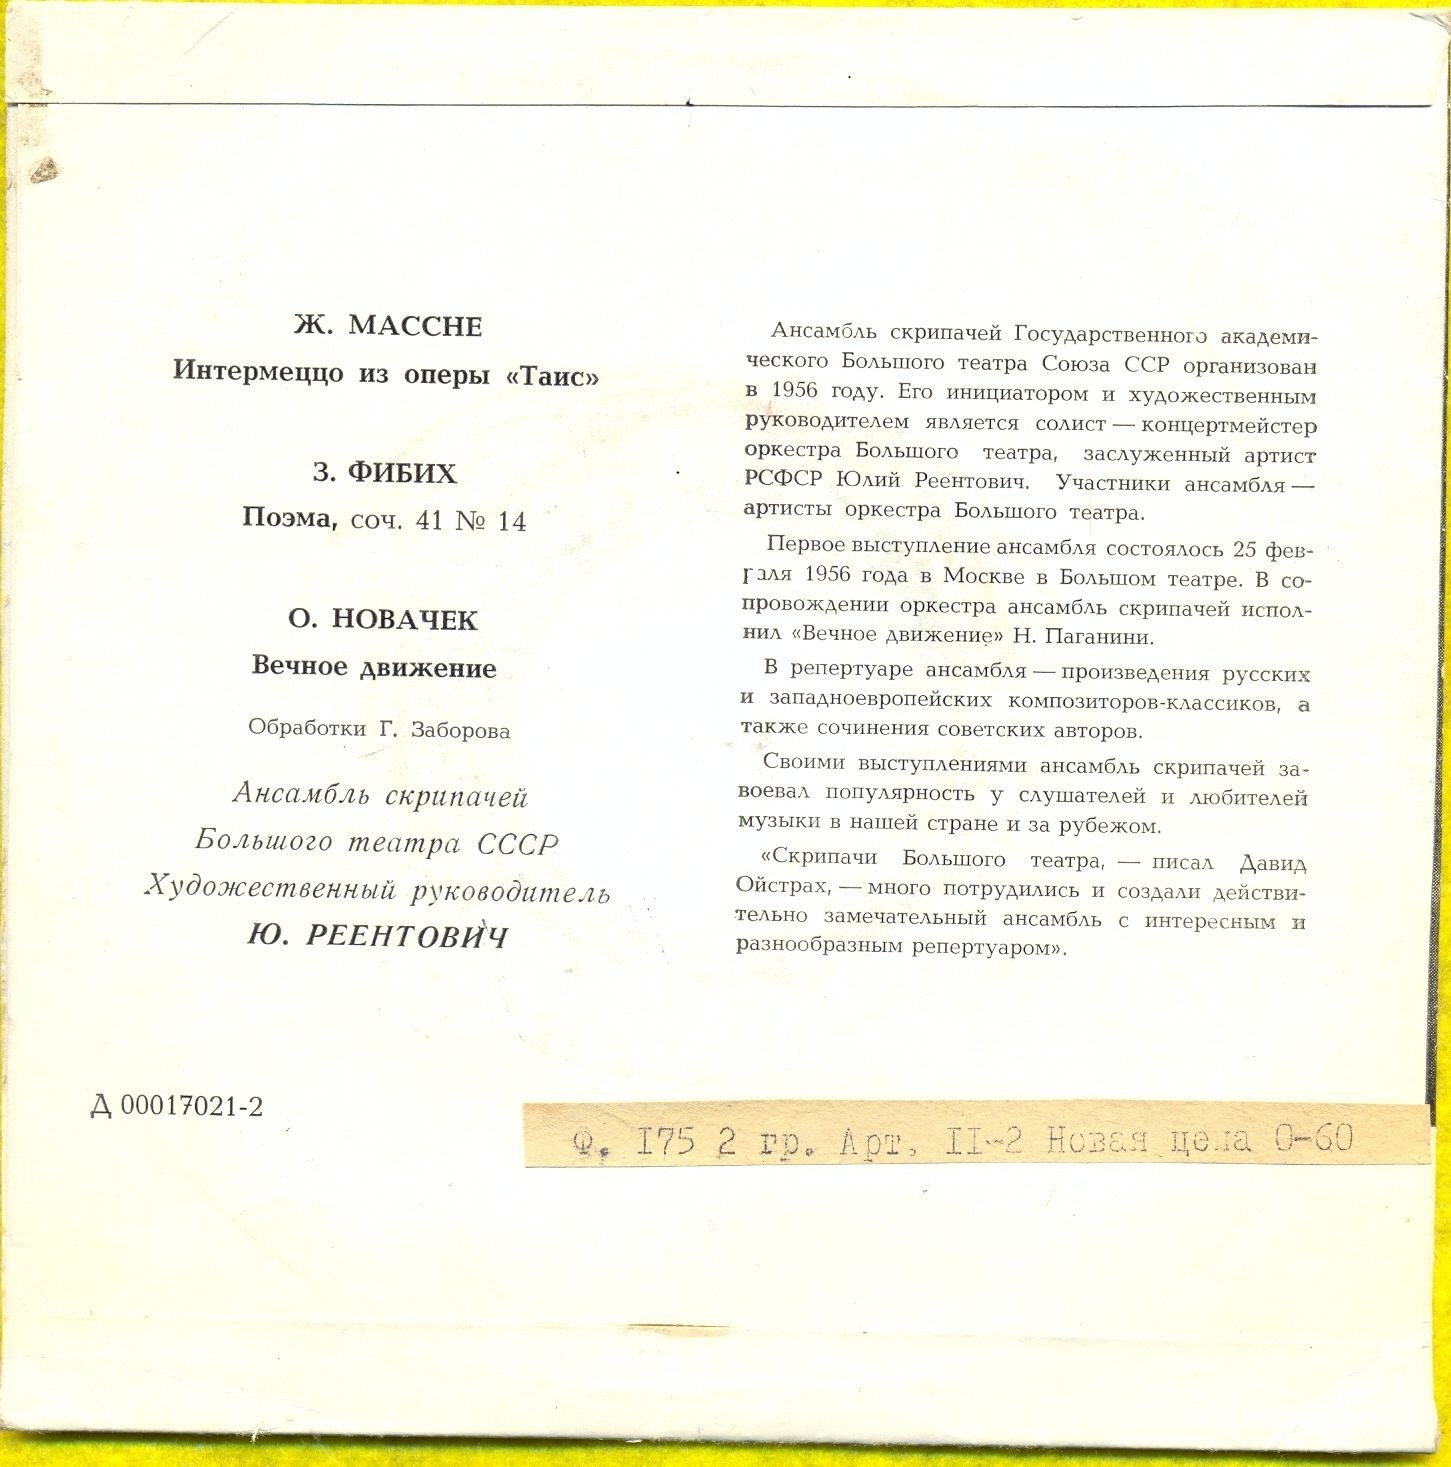 Ж. МАССНЕ
Интермеццо из оперы «Таис»
З. ФИБИХ
Поэма, соч. 41 № 14
О. НОВАЧЕК
Вечное движение
Обработки Г. Заборова
Ансамбль скрипачей
Большого театра СССР
Художественный руководитель
Ю. РЕЕНТОВИЧ
Д 00017021-2
Ансамбль скрипачей Государственного академи-
ческого Большого театра Союза ССР организован
в 1956 году. Его инициатором и художественным
руководителем является солист — концертмейстер
оркестра Большого театра, заслуженный артист
РСФСР Юлий Реентович. Участники ансамбля —
артисты оркестра Большого театра.
Первое выступление ансамбля состоялось 25 фев-
раля 1956 года в Москве в Большом театре. В со-
провождении оркестра ансамбль скрипачей испол-
нил «Вечное движение» Н. Паганини.
В репертуаре ансамбля — произведения русских
и западноевропейских композиторов-классиков, а
также сочинения советских авторов.
Своими выступлениями ансамбль скрипачей за-
воевал популярность у слушателей и любителей
музыки в нашей стране и за рубежом.
«Скрипачи Большого театра, — писал Давид
Ойстрах, — много потрудились и создали действи-
тельно замечательный ансамбль с интересным и
разнообразным репертуаром».
Ф. I75 2 гр. Арт. II-2 Новая цена 0-60